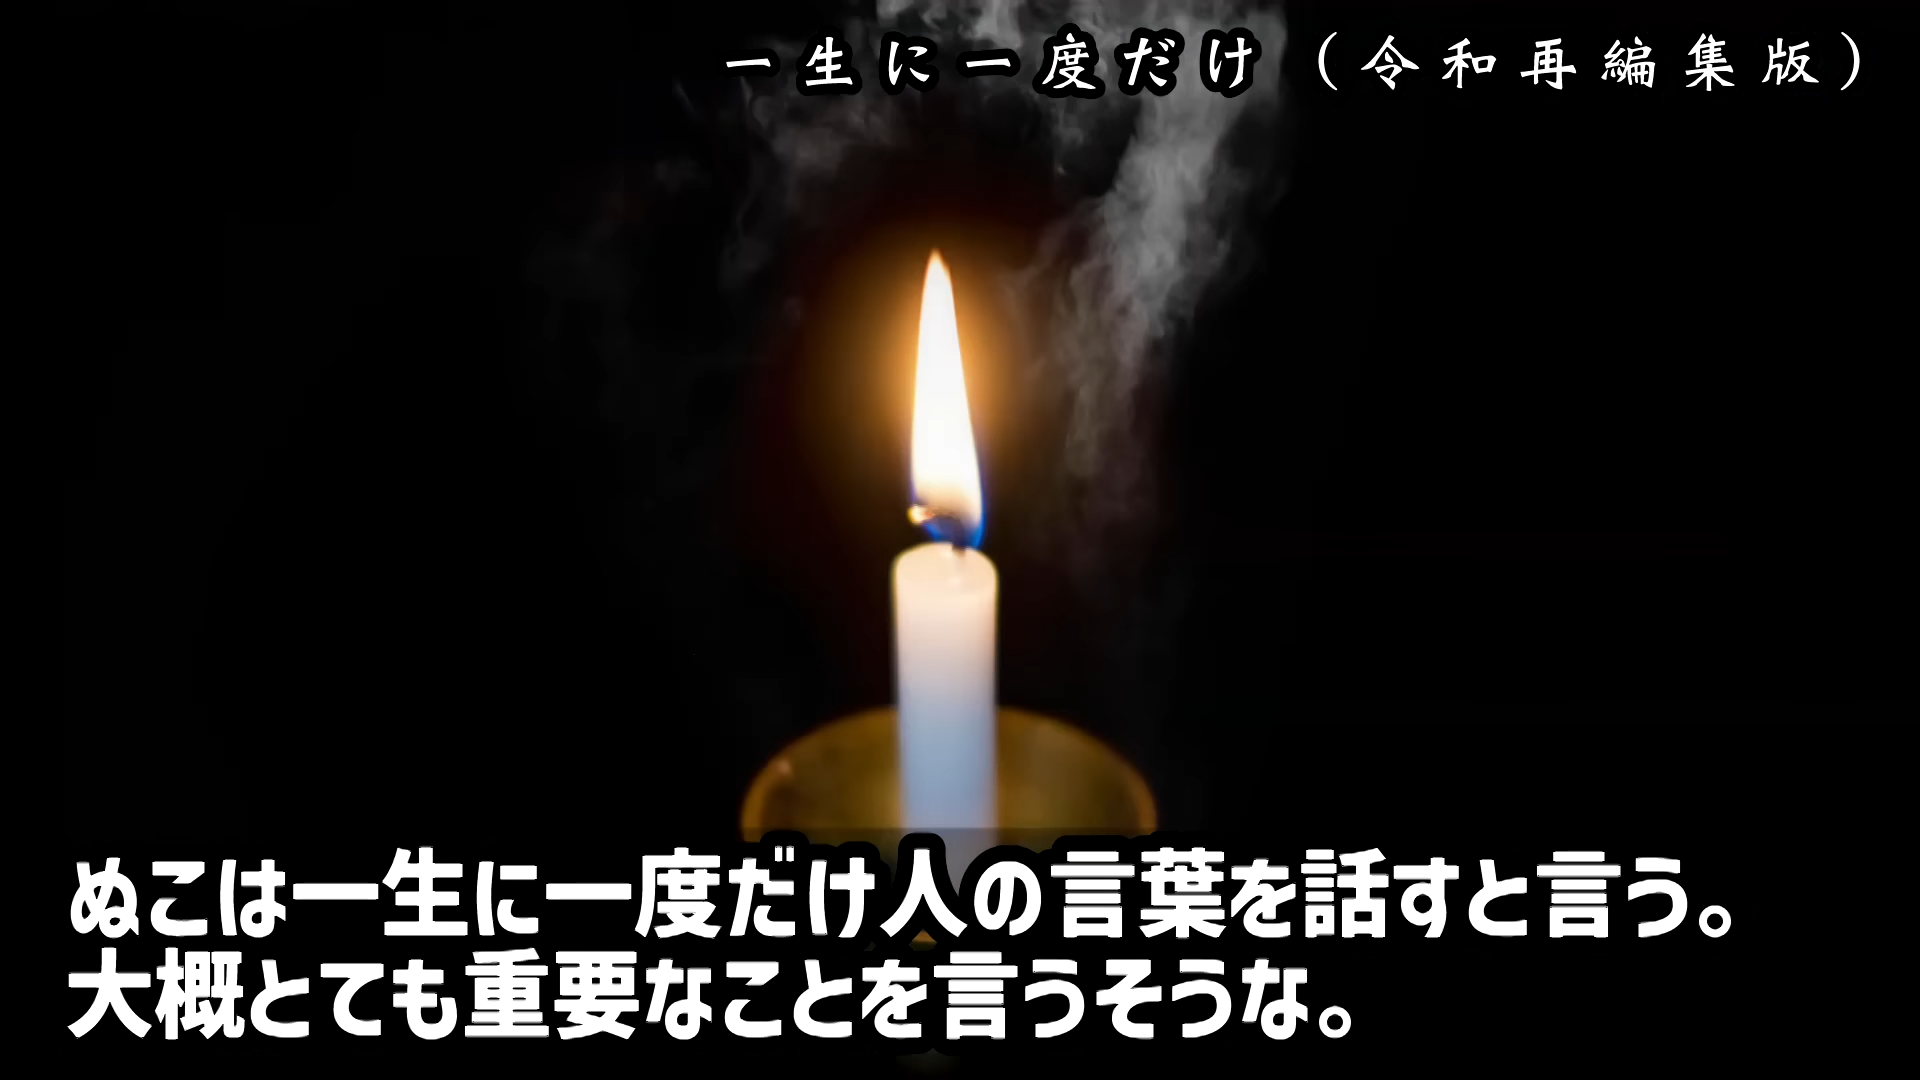 一生に一度だけ（令和再編集版）
ぬこは一生に一度だけ人の言葉を話すと言う。
大概とても重要なことを言うそうな。